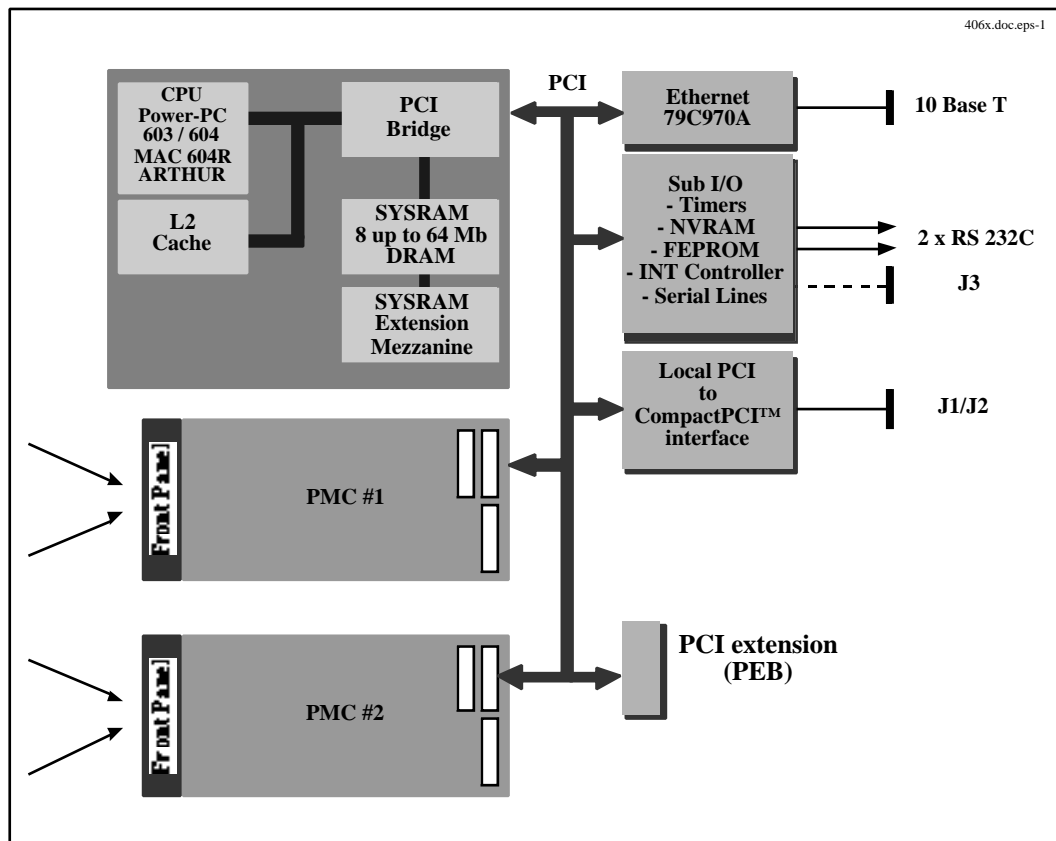 406x.doc.eps-1
CPU
Power-PC
603 / 604
MAC 604R
ARTHUR
L2
Cache
PCI
Bridge
SYSRAM
8 up to 64 Mb
DRAM
SYSRAM
Extension
Mezzanine
PCI
Ethernet
79C970A
10 Base T
Sub I/O
- Timers
- NVRAM
- FEPROM
- INT Controller
- Serial Lines
2 x RS 232C
J3
Local PCI
to
CompactPCI™
interface
J1/J2
Front Panel
PMC #1
Front Panel
PMC #2
PCI extension
(PEB)